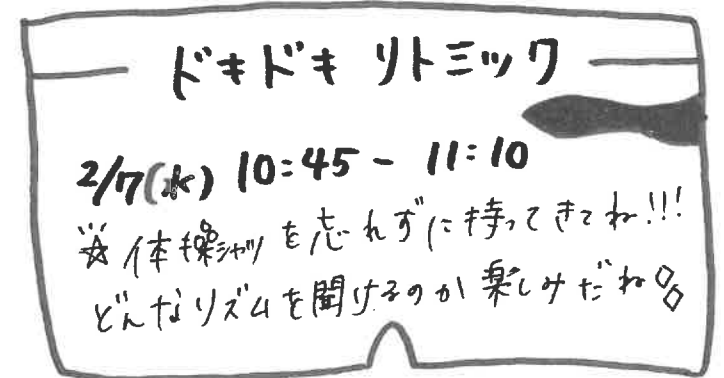 ドキドキ リトミック
2/7(水) 10:45 - 11:10
☆体操シャツを忘れずに持ってきてね!!!
どんなリズムを聞けるのか楽しみだね◇◇